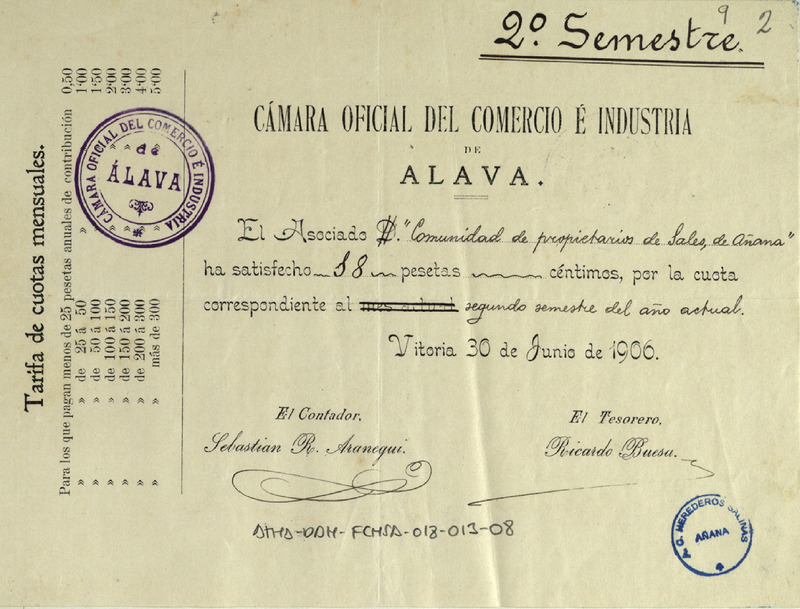 9 2
2º Semestre.
CÁMARA OFICIAL DEL COMERCIO É INDUSTRIA
DE
ALAVA.
El Asociado D. "Comunidad de propietarios de Sales, de Añana"
ha satisfecho 18 pesetas céntimos, por la cuota
correspondiente al mes actual segundo semestre del año actual.
Vitoria 30 de Junio de 1906.
El Contador,
Sebastian R. Aranegui.
El Tesorero,
Ricardo Buesa.
ATHA-DAH-FCHSA-018-013-08
CÁMARA OFICIAL DEL COMERCIO É INDUSTRIA
de
ÁLAVA
Tarifa de cuotas mensuales.
Para los que pagan menos de 25 pesetas anuales de contribución 0,50
» » de 25 á 50 » 1'00
» » de 50 á 100 » 1'50
» » de 100 á 150 » 2'00
» » de 150 á 200 » 3'00
» » de 200 á 300 » 4'00
» » más de 300 » 5'00
HEREDEROS SALINAS
AÑANA